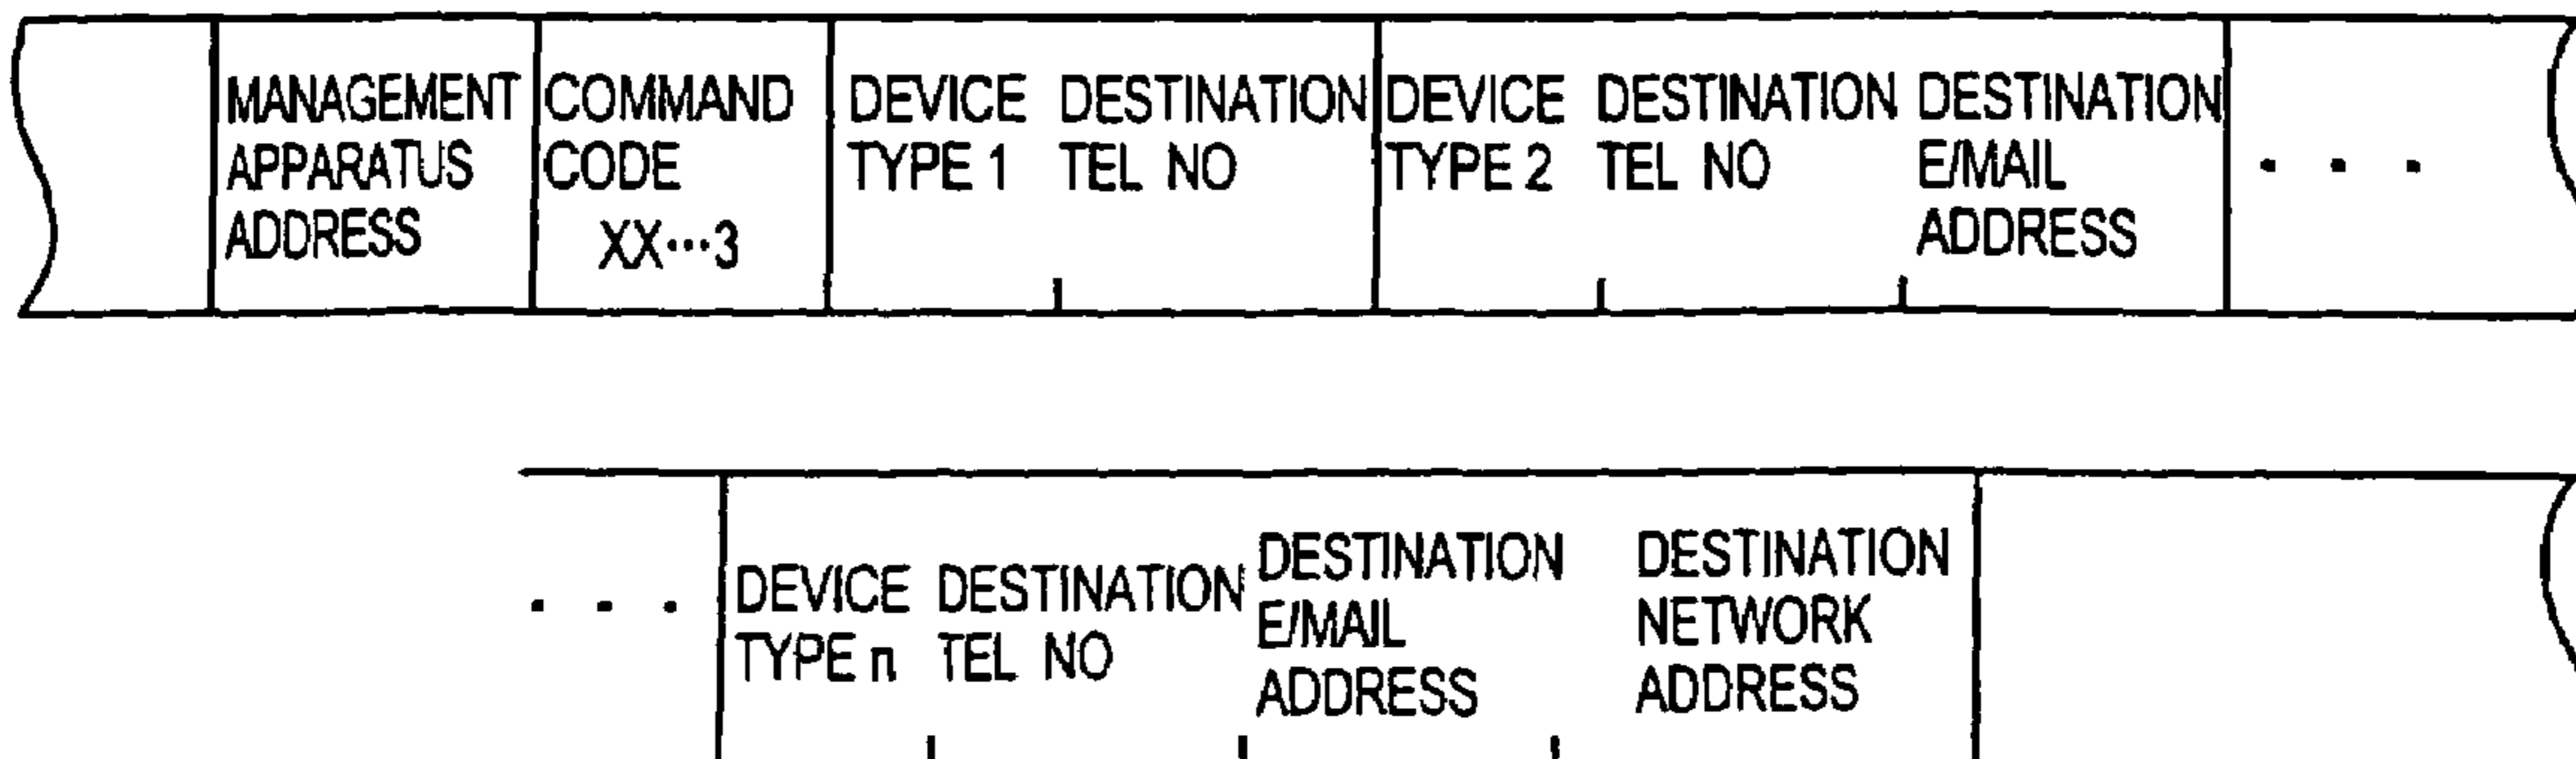 MANAGEMENT APPARATUS ADDRESS
COMMAND CODE XX···3
DEVICE TYPE 1
DESTINATION TEL NO
DEVICE TYPE 2
DESTINATION TEL NO
DESTINATION E/MAIL ADDRESS
. . .
. . .
DEVICE TYPE n
DESTINATION TEL NO
DESTINATION E/MAIL ADDRESS
DESTINATION NETWORK ADDRESS